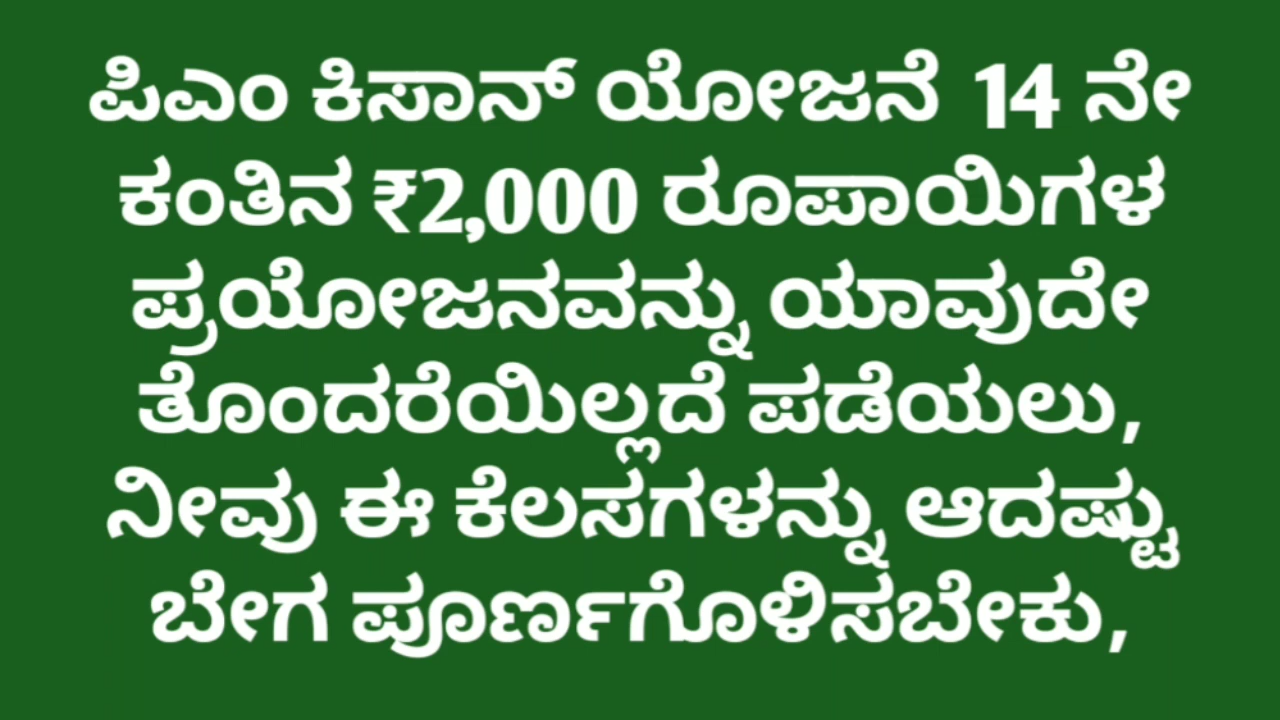 ಪಿಎಂ ಕಿಸಾನ್ ಯೋಜನೆ 14 ನೇ
ಕಂತಿನ ₹2,000 ರೂಪಾಯಿಗಳ
ಪ್ರಯೋಜನವನ್ನು ಯಾವುದೇ
ತೊಂದರೆಯಿಲ್ಲದೆ ಪಡೆಯಲು,
ನೀವು ಈ ಕೆಲಸಗಳನ್ನು ಆದಷ್ಟು
ಬೇಗ ಪೂರ್ಣಗೊಳಿಸಬೇಕು,